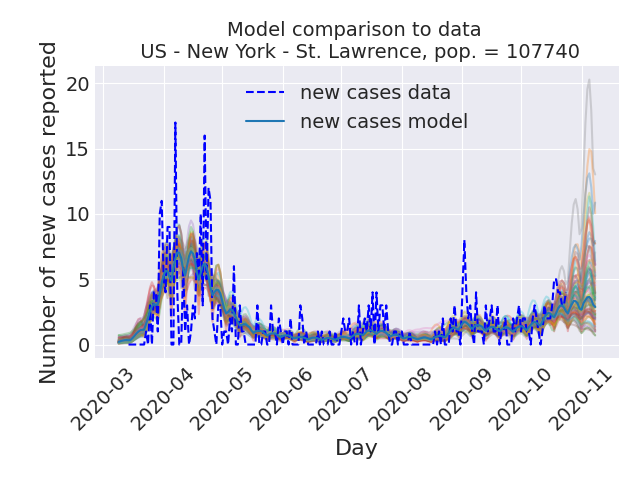 Model comparison to data
US - New York - St. Lawrence, pop. = 107740
Number of new cases reported
20
15
10
5
0
new cases data
new cases model
2020-03
2020-04
2020-05
2020-06
2020-07
2020-08
2020-09
2020-10
2020-11
Day